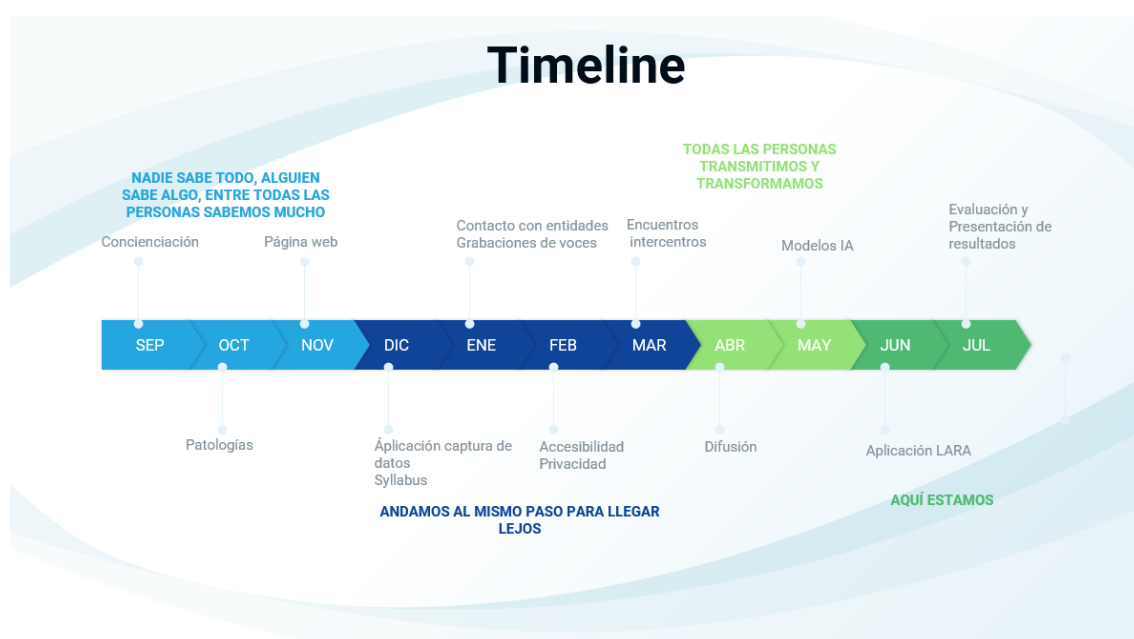 Timeline
TODAS LAS PERSONAS
TRANSMITIMOS Y
TRANSFORMAMOS
NADIE SABE TODO, ALGUIEN
SABE ALGO, ENTRE TODAS LAS
PERSONAS SABEMOS MUCHO
Concienciación
Página web
Contacto con entidades
Grabaciones de voces
Encuentros
intercentros
Modelos IA
Evaluación y
Presentación de
resultados
SEP OCT NOV DIC ENE FEB MAR ABR MAY JUN JUL
Patologías
Áplicación captura de
datos
Syllabus
Accesibilidad
Privacidad
Difusión
Aplicación LARA
ANDAMOS AL MISMO PASO PARA LLEGAR
LEJOS
AQUÍ ESTAMOS